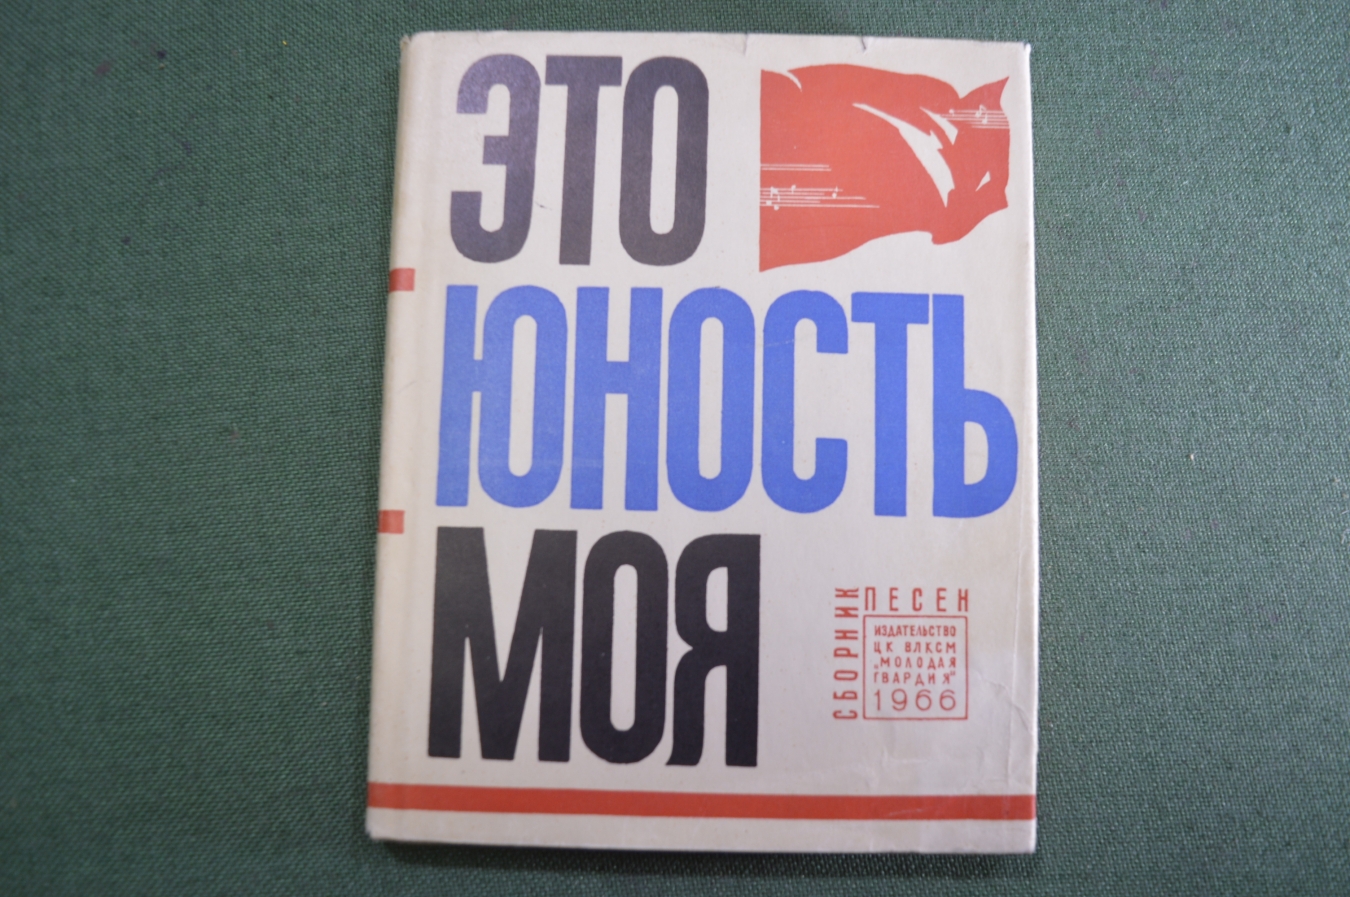 ЭТО
ЮНОСТЬ
МОЯ
СБОРНИК
ПЕСЕН
ИЗДАТЕЛЬСТВО
ЦК ВЛКСМ
„МОЛОДАЯ
ГВАРДИЯ“
1966